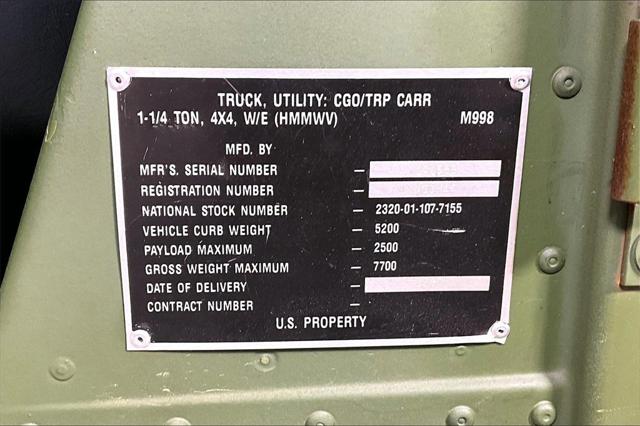 TRUCK, UTILITY: CGO/TRP CARR
1-1/4 TON, 4X4, W/E (HMMWV) M998
MFD. BY
MFR'S. SERIAL NUMBER –
REGISTRATION NUMBER –
NATIONAL STOCK NUMBER – 2320-01-107-7155
VEHICLE CURB WEIGHT – 5200
PAYLOAD MAXIMUM – 2500
GROSS WEIGHT MAXIMUM – 7700
DATE OF DELIVERY –
CONTRACT NUMBER –
U.S. PROPERTY